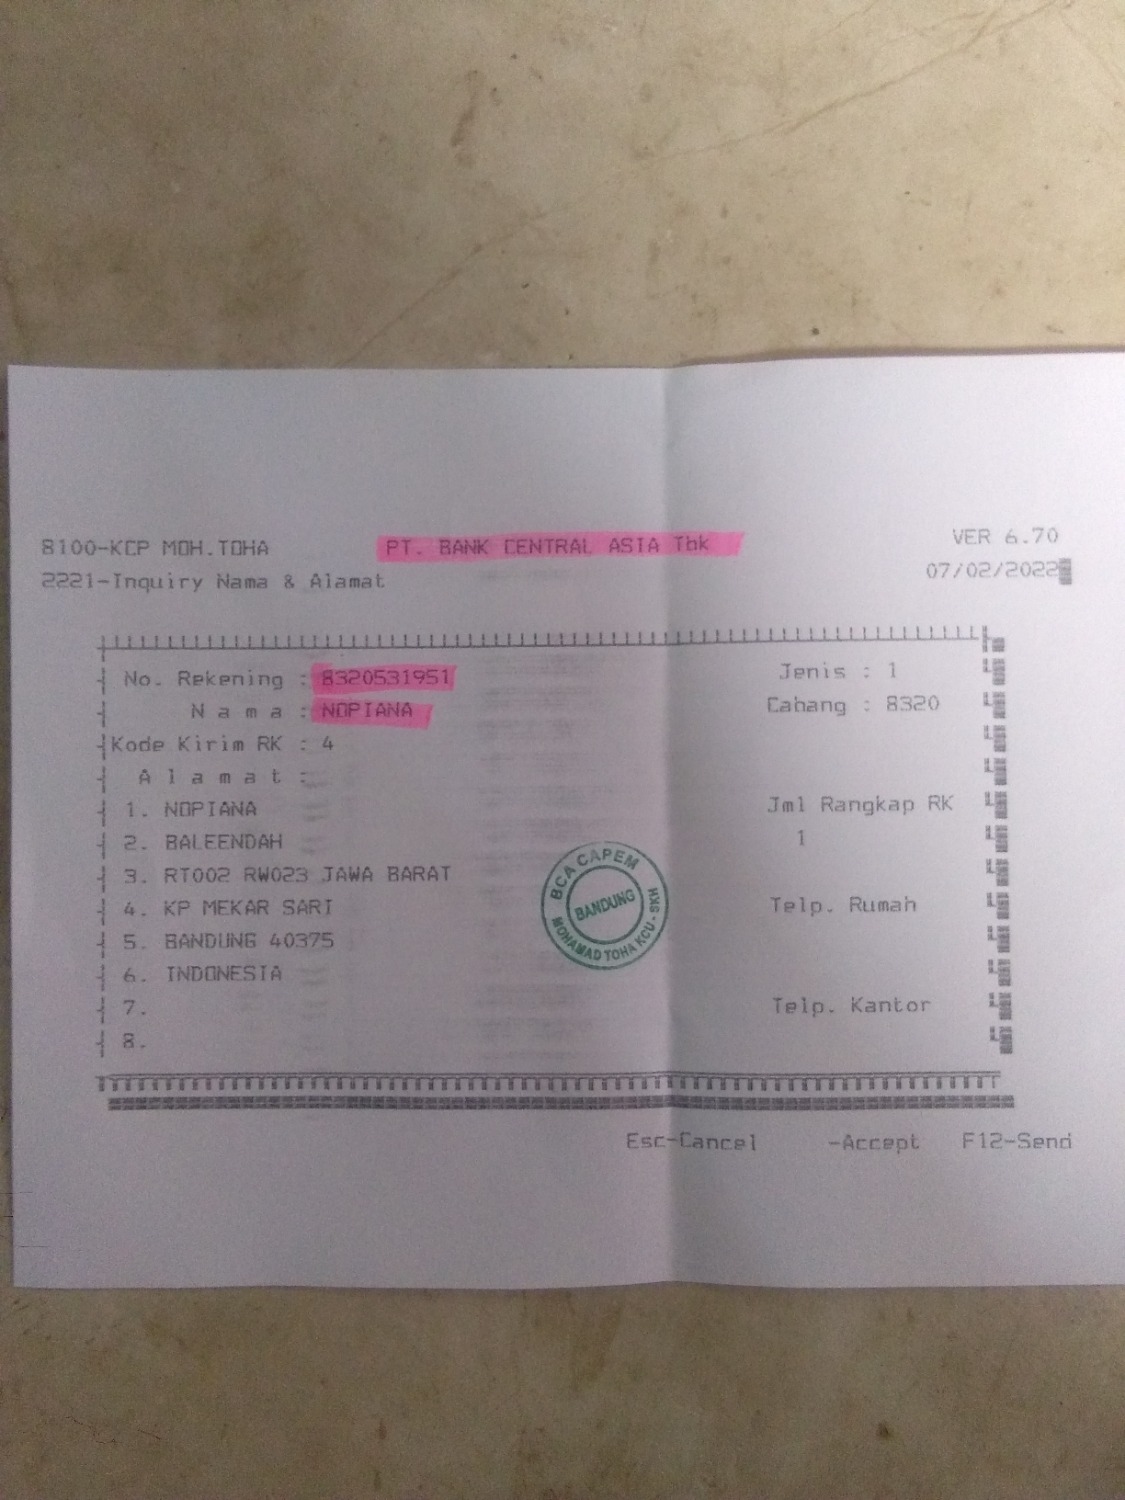 8100-KCP MOH.TOHA PT. BANK CENTRAL ASIA Tbk VER 6.70
2221-Inquiry Nama & Alamat 07/02/2022
No. Rekening : 8320531951 Jenis : 1
N a m a : NOPIANA Cabang : 8320
Kode Kirim RK : 4
A l a m a t :
1. NOPIANA Jml Rangkap RK
2. BALEENDAH 1
3. RT002 RW023 JAWA BARAT
4. KP MEKAR SARI Telp. Rumah
5. BANDUNG 40375
6. INDONESIA
7. Telp. Kantor
8.
BCA CAPEM
BANDUNG
MOHAMAD TOHA KCU - SKH
Esc-Cancel -Accept F12-Send